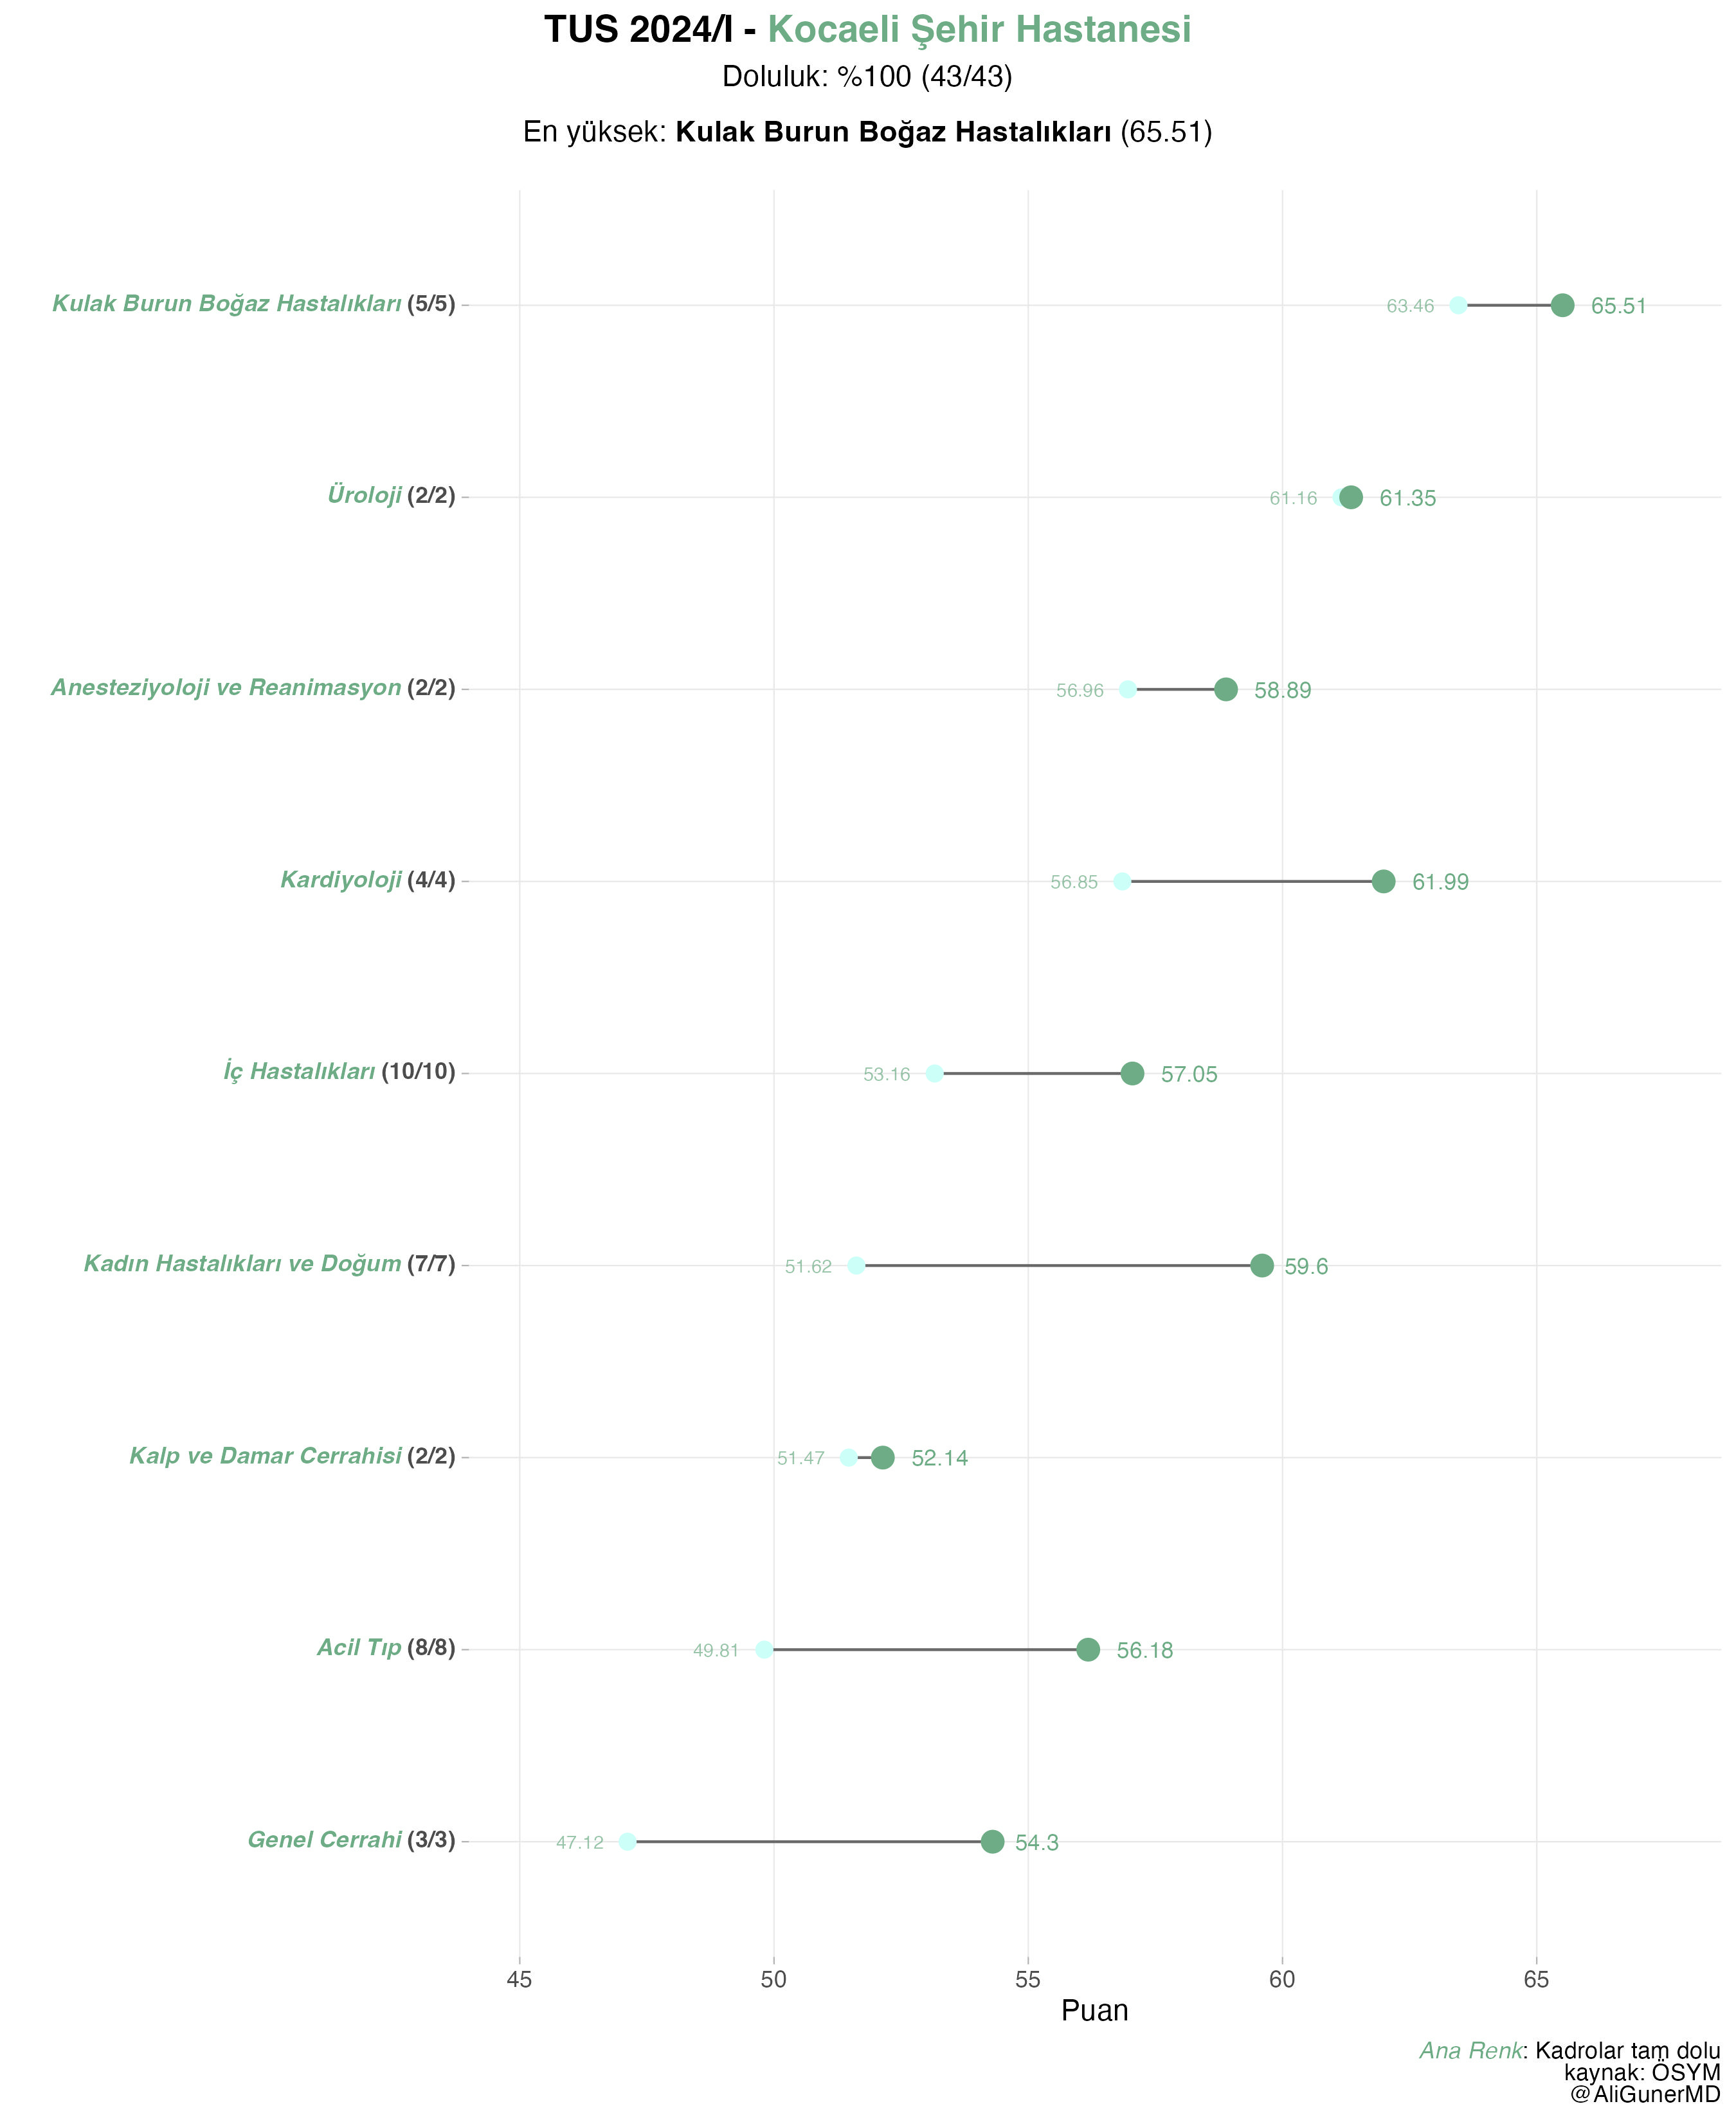 TUS 2024/I - Kocaeli Şehir Hastanesi
Doluluk: %100 (43/43)
En yüksek: Kulak Burun Boğaz Hastalıkları (65.51)
Kulak Burun Boğaz Hastalıkları (5/5) 63.46 65.51
Üroloji (2/2) 61.16 61.35
Anesteziyoloji ve Reanimasyon (2/2) 56.96 58.89
Kardiyoloji (4/4) 56.85 61.99
İç Hastalıkları (10/10) 53.16 57.05
Kadın Hastalıkları ve Doğum (7/7) 51.62 59.6
Kalp ve Damar Cerrahisi (2/2) 51.47 52.14
Acil Tıp (8/8) 49.81 56.18
Genel Cerrahi (3/3) 47.12 54.3
45 50 55 60 65
Puan
Ana Renk: Kadrolar tam dolu
kaynak: ÖSYM
@AliGunerMD